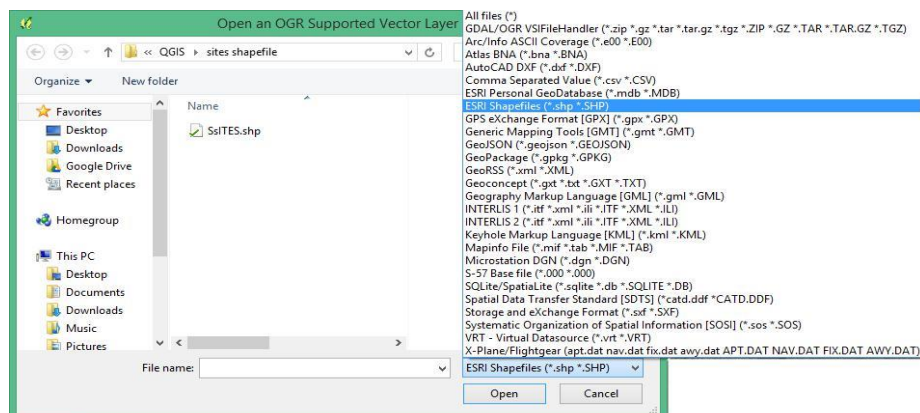 Open an OGR Supported Vector Layer
« QGIS › sites shapefile
Organize
New folder
Favorites
Desktop
Downloads
Google Drive
Recent places
Homegroup
This PC
Desktop
Documents
Downloads
Music
Pictures
Name
SsITES.shp
File name:
ESRI Shapefiles (*.shp *.SHP)
Open
Cancel
All files (*)
GDAL/OGR VSIFileHandler (*.zip *.gz *.tar *.tar.gz *.tgz *.ZIP *.GZ *.TAR *.TAR.GZ *.TGZ)
Arc/Info ASCII Coverage (*.e00 *.E00)
Atlas BNA (*.bna *.BNA)
AutoCAD DXF (*.dxf *.DXF)
Comma Separated Value (*.csv *.CSV)
ESRI Personal GeoDatabase (*.mdb *.MDB)
ESRI Shapefiles (*.shp *.SHP)
GPS eXchange Format [GPX] (*.gpx *.GPX)
Generic Mapping Tools [GMT] (*.gmt *.GMT)
GeoJSON (*.geojson *.GEOJSON)
GeoPackage (*.gpkg *.GPKG)
GeoRSS (*.xml *.XML)
Geoconcept (*.gxt *.txt *.GXT *.TXT)
Geography Markup Language [GML] (*.gml *.GML)
INTERLIS 1 (*.itf *.xml *.ili *.ITF *.XML *.ILI)
INTERLIS 2 (*.itf *.xml *.ili *.ITF *.XML *.ILI)
Keyhole Markup Language [KML] (*.kml *.KML)
Mapinfo File (*.mif *.tab *.MIF *.TAB)
Microstation DGN (*.dgn *.DGN)
S-57 Base file (*.000 *.000)
SQLite/SpatiaLite (*.sqlite *.db *.SQLITE *.DB)
Spatial Data Transfer Standard [SDTS] (*catd.ddf *CATD.DDF)
Storage and eXchange Format (*.sxf *.SXF)
Systematic Organization of Spatial Information [SOSI] (*.sos *.SOS)
VRT - Virtual Datasource (*.vrt *.VRT)
X-Plane/Flightgear (apt.dat nav.dat fix.dat awy.dat APT.DAT NAV.DAT FIX.DAT AWY.DAT)